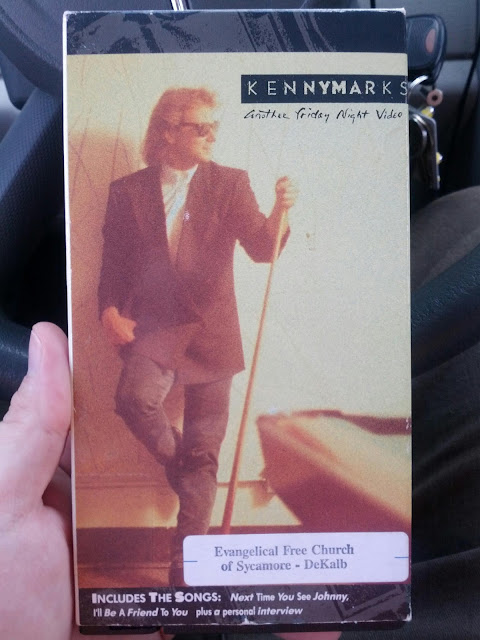 KENNYMARKS
Another Friday Night Video
Evangelical Free Church
of Sycamore - DeKalb
INCLUDES THE SONGS: Next Time You See Johnny,
I'll Be A Friend To You plus a personal interview